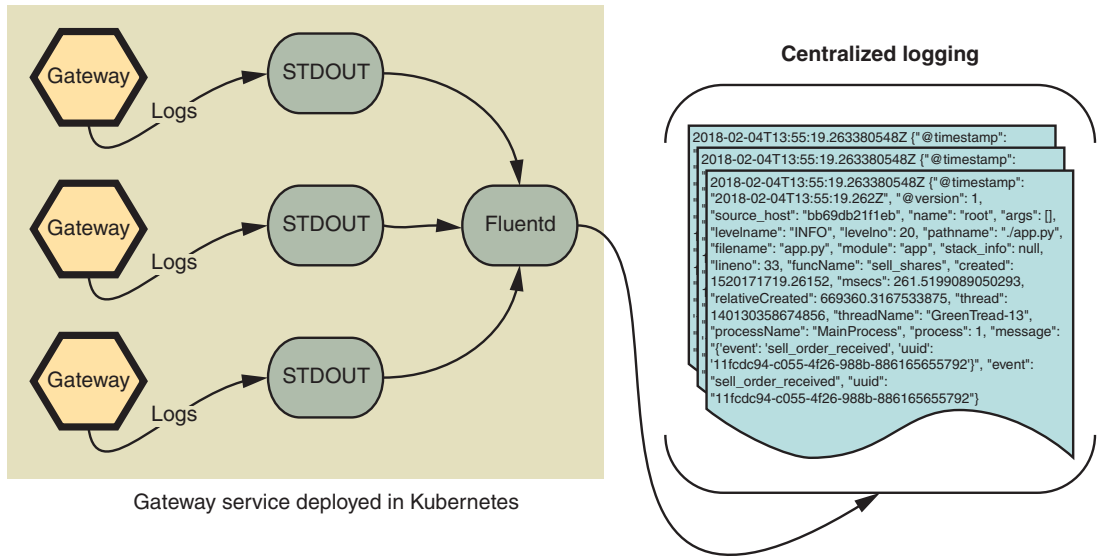 Gateway
Logs
STDOUT
Gateway
Logs
STDOUT
Fluentd
Gateway
Logs
STDOUT
Gateway service deployed in Kubernetes
Centralized logging
2018-02-04T13:55:19.263380548Z {"@timestamp":
2018-02-04T13:55:19.263380548Z {"@timestamp":
2018-02-04T13:55:19.263380548Z {"@timestamp":
"2018-02-04T13:55:19.262Z", "@version": 1,
"source_host": "bb69db21f1eb", "name": "root", "args": [],
"levelname": "INFO", "levelno": 20, "pathname": "./app.py",
"filename": "app.py", "module": "app", "stack_info": null,
"lineno": 33, "funcName": "sell_shares", "created":
1520171719.26152, "msecs": 261.5199089050293,
"relativeCreated": 669360.3167533875, "thread":
140130358674856, "threadName": "GreenTread-13",
"processName": "MainProcess", "process": 1, "message":
"{'event': 'sell_order_received', 'uuid':
'11fcdc94-c055-4f26-988b-886165655792'}", "event":
"sell_order_received", "uuid":
"11fcdc94-c055-4f26-988b-886165655792"}